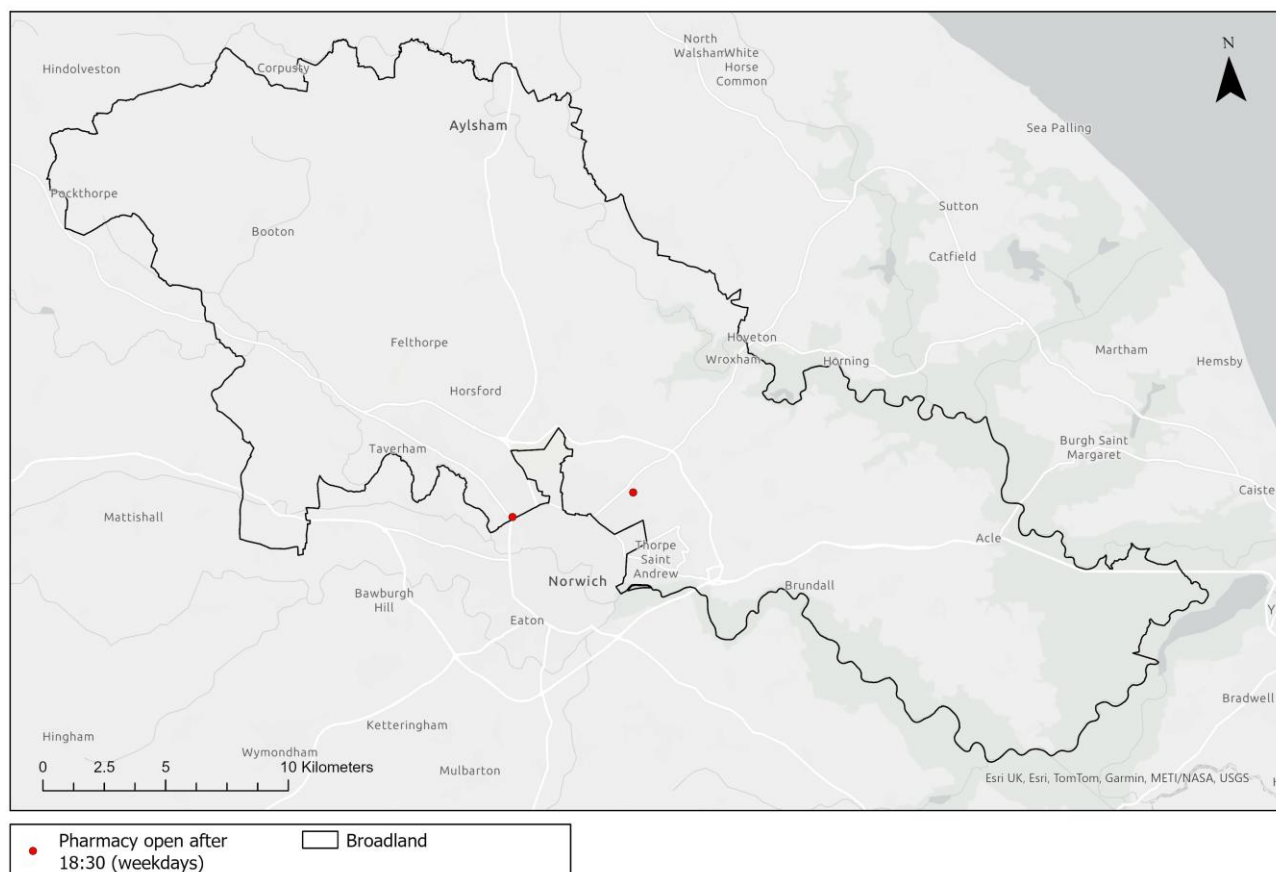 North
Walsham
White
Horse
Common
N
Hindolveston
Corpusty
Aylsham
Sea Palling
Pockthorpe
Sutton
Booton
Catfield
Felthorpe
Hoveton
Wroxham
Horning
Martham
Hemsby
Horsford
Taverham
Burgh Saint
Margaret
Caiste
Mattishall
Acle
Thorpe
Saint
Andrew
Norwich
Brundall
Bawburgh
Hill
Eaton
Y
Bradwell
Ketteringham
Hingham
Wymondham
Mulbarton
0 2.5 5 10 Kilometers
Esri UK, Esri, TomTom, Garmin, METI/NASA, USGS
H
Pharmacy open after
18:30 (weekdays)
Broadland